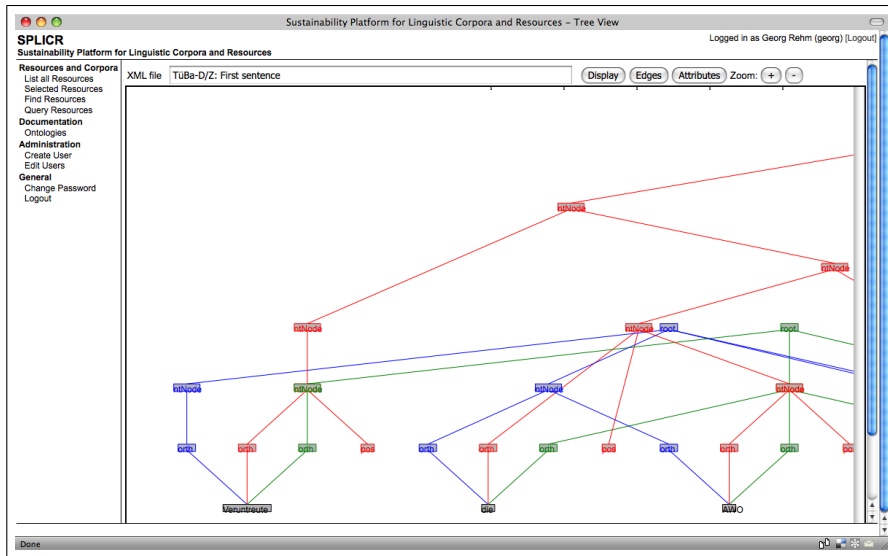 Sustainability Platform for Linguistic Corpora and Resources – Tree View
SPLICR
Logged in as Georg Rehm (georg) [Logout]
Sustainability Platform for Linguistic Corpora and Resources
Resources and Corpora
List all Resources
Selected Resources
Find Resources
Query Resources
Documentation
Ontologies
Administration
Create User
Edit Users
General
Change Password
Logout
XML file TüBa-D/Z: First sentence Display Edges Attributes Zoom: + -
ntNode
ntNode
ntNode ntNode root root
ntNode ntNode ntNode ntNode
orth orth orth pos orth orth orth pos orth orth orth pos
Veruntreute die AWO
Done